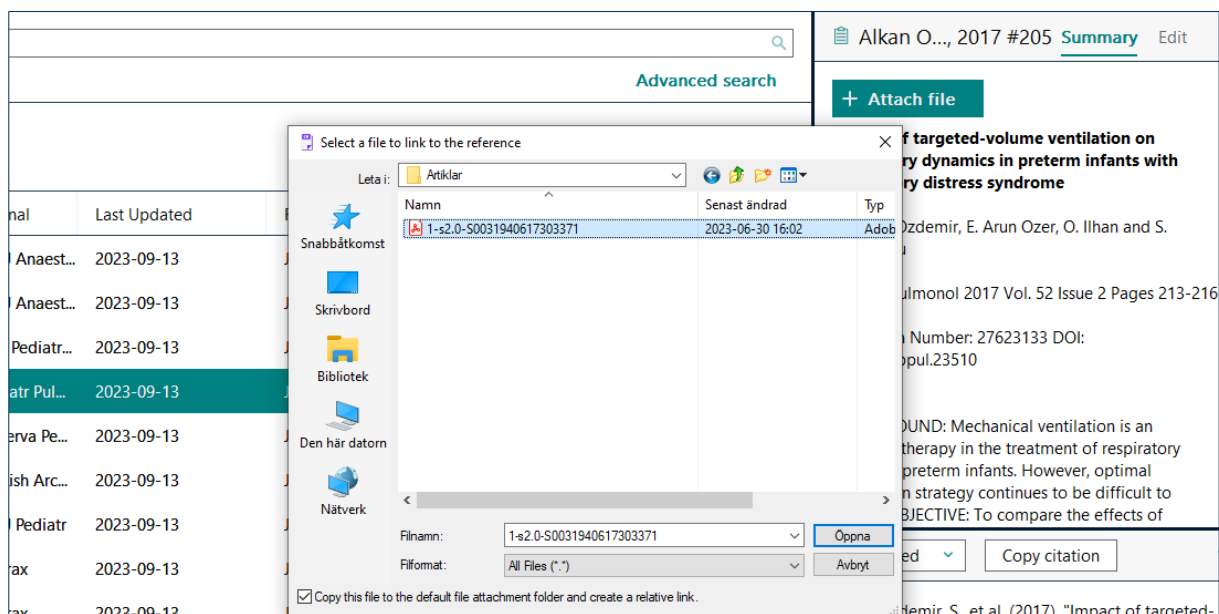 Alkan O..., 2017 #205 Summary Edit
Advanced search
+ Attach file
f targeted-volume ventilation on
ry dynamics in preterm infants with
ry distress syndrome
Ozdemir, E. Arun Ozer, O. Ilhan and S.
ulmonol 2017 Vol. 52 Issue 2 Pages 213-216
n Number: 27623133 DOI:
opul.23510
OUND: Mechanical ventilation is an
therapy in the treatment of respiratory
preterm infants. However, optimal
n strategy continues to be difficult to
BJECTIVE: To compare the effects of
ed Copy citation
demir, S., et al. (2017). "Impact of targeted-
nal Last Updated
Anaest... 2023-09-13
Anaest... 2023-09-13
Pediatr... 2023-09-13
atr Pul... 2023-09-13
erva Pe... 2023-09-13
ish Arc... 2023-09-13
Pediatr 2023-09-13
rax 2023-09-13
rax 2023-09-13
Select a file to link to the reference
Leta i: Artiklar
Namn Senast ändrad Typ
1-s2.0-S0031940617303371 2023-06-30 16:02 Adob
Snabbåtkomst
Skrivbord
Bibliotek
Den här datorn
Nätverk
Filnamn: 1-s2.0-S0031940617303371 Öppna
Filformat: All Files (*.*) Avbryt
Copy this file to the default file attachment folder and create a relative link.